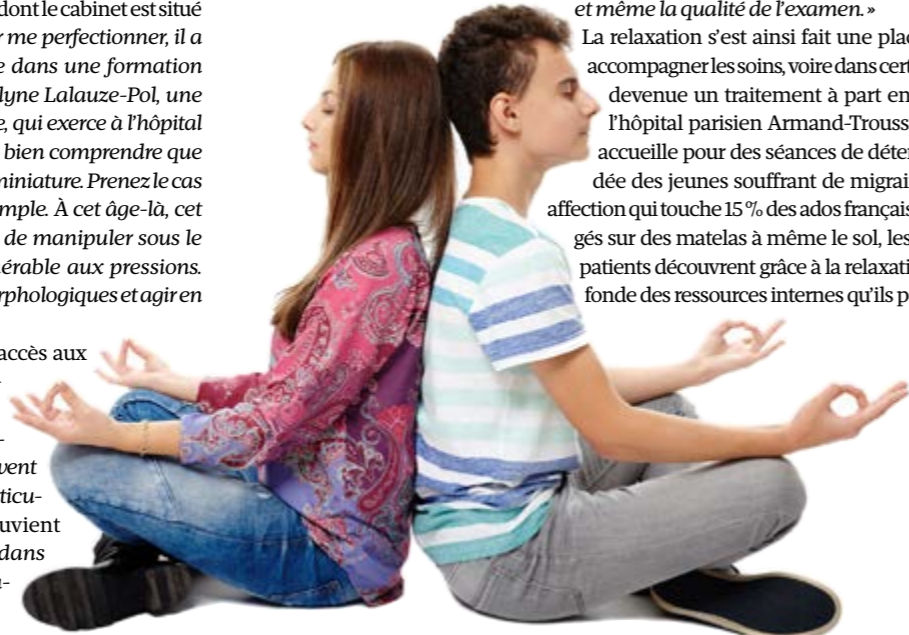 dont le cabinet est situé
r me perfectionner, il a
e dans une formation
lyne Lalauze-Pol, une
e, qui exerce à l’hôpital
bien comprendre que
miniature. Prenez le cas
mple. À cet âge-là, cet
de manipuler sous le
érable aux pressions.
rphologiques et agir en
accès aux
vent
ticu-
uvient
dans
et même la qualité de l’examen. »
La relaxation s’est ainsi fait une plac
accompagner les soins, voire dans cert
devenue un traitement à part en
l’hôpital parisien Armand-Trouss
accueille pour des séances de déten
dée des jeunes souffrant de migrai
affection qui touche 15 % des ados français
gés sur des matelas à même le sol, les
patients découvrent grâce à la relaxati
fonde des ressources internes qu’ils p